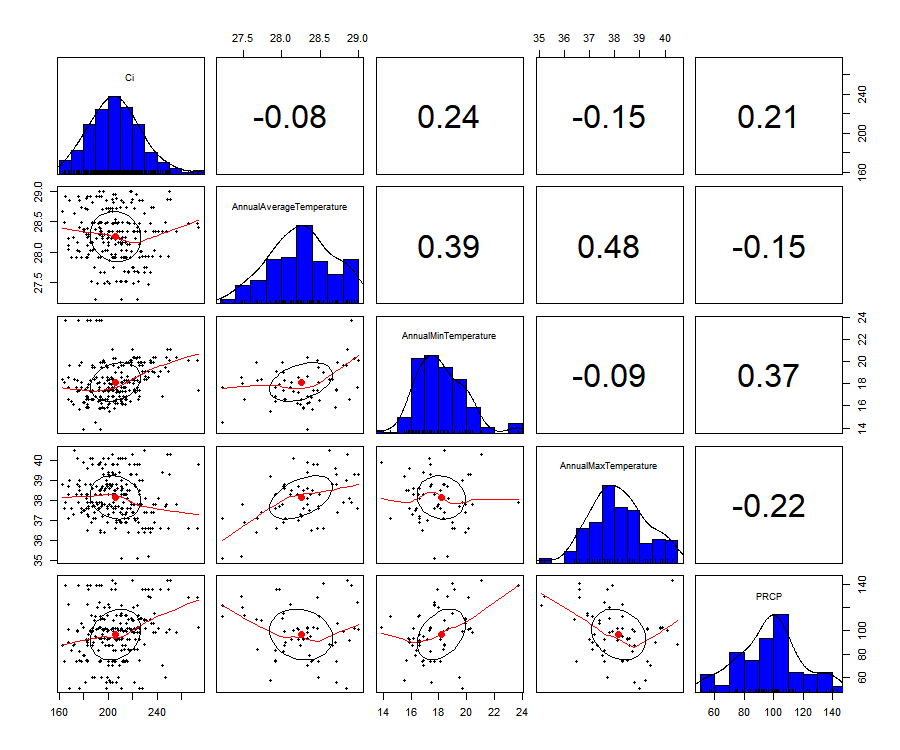 27.5 28.0 28.5 29.0 35 36 37 38 39 40
Ci
-0.08 0.24 -0.15 0.21
160 200 240
27.5 28.0 28.5 29.0
AnnualAverageTemperature
0.39 0.48 -0.15
AnnualMinTemperature
-0.09 0.37
14 16 18 20 22 24
35 36 37 38 39 40
AnnualMaxTemperature
-0.22
PRCP
60 80 100 140
160 200 240 14 16 18 20 22 24 60 80 100 120 140